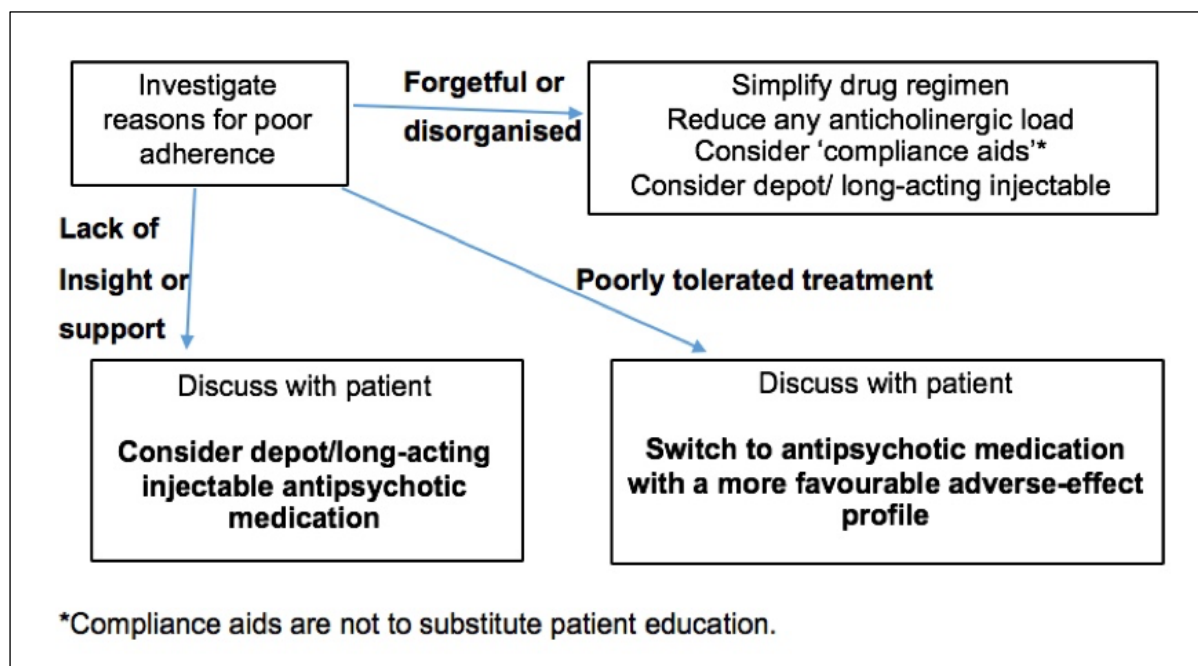 Investigate
reasons for poor
adherence
Forgetful or
disorganised
Simplify drug regimen
Reduce any anticholinergic load
Consider ‘compliance aids’*
Consider depot/ long-acting injectable
Lack of
Insight or
support
Poorly tolerated treatment
Discuss with patient
Consider depot/long-acting
injectable antipsychotic
medication
Discuss with patient
Switch to antipsychotic medication
with a more favourable adverse-effect
profile
*Compliance aids are not to substitute patient education.